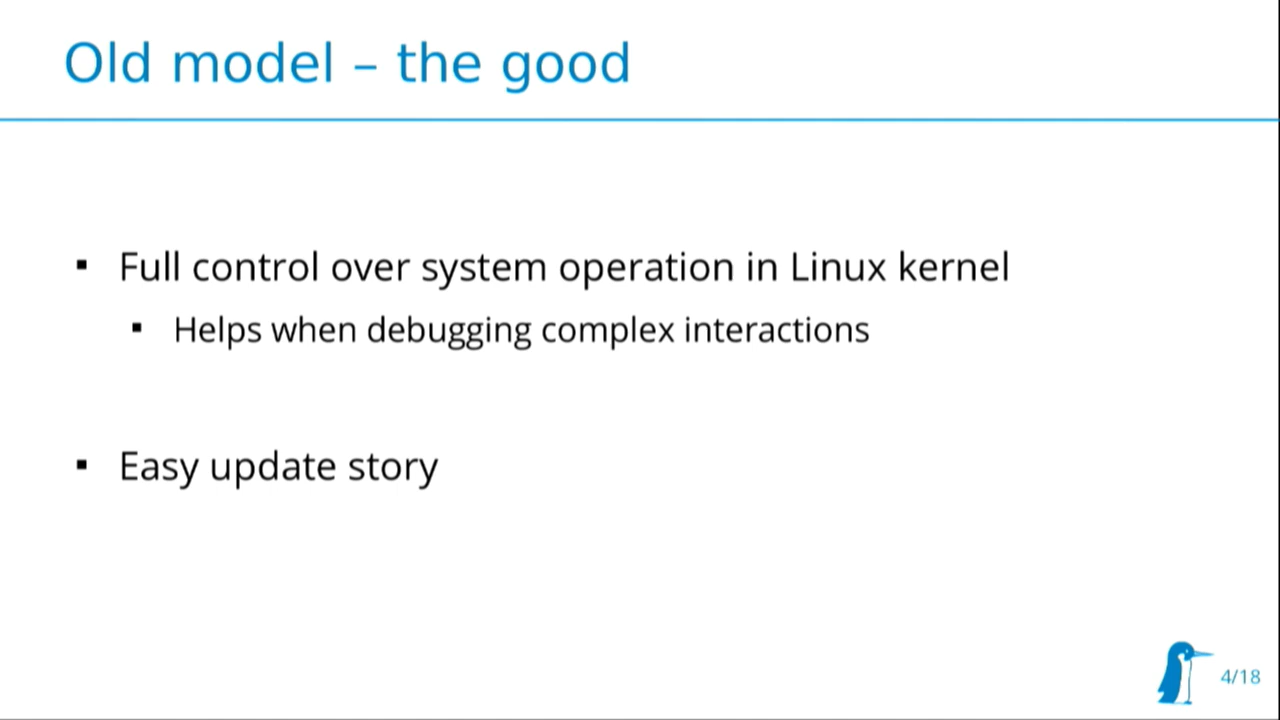 Old model – the good
▪ Full control over system operation in Linux kernel
▪ Helps when debugging complex interactions
▪ Easy update story
4/18